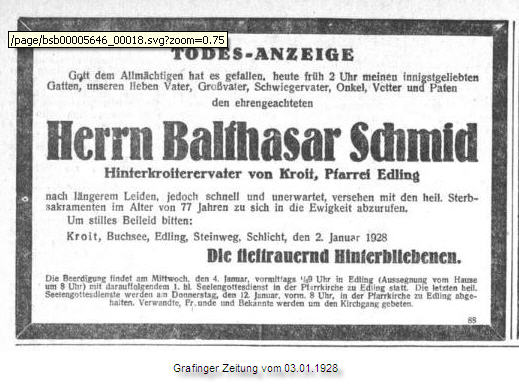 /page/bsb00005646_00018.svg?zoom=0.75
TODES-ANZEIGE
Gott dem Allmächtigen hat es gefallen, heute früh 2 Uhr meinen innigstgeliebten
Gatten, unseren lieben Vater, Großvater, Schwiegervater, Onkel, Vetter und Paten
den ehrengeachteten
Herrn Balthasar Schmid
Hinterkroiterervater von Kroit, Pfarrei Edling
nach längerem Leiden, jedoch schnell und unerwartet, versehen mit den heil. Sterb-
sakramenten im Alter von 77 Jahren zu sich in die Ewigkeit abzurufen.
Um stilles Beileid bitten:
Kroit, Buchsee, Edling, Steinweg, Schlicht, den 2. Januar 1928
Die tieftrauernd Hinterbliebenen.
Die Beerdigung findet am Mittwoch, den 4. Januar, vormittags ½9 Uhr in Edling (Aussegnung vom Hause
um 8 Uhr) mit darauffolgendem 1. hl. Seelengottesdienst in der Pfarrkirche zu Edling statt. Die letzten heil.
Seelengottesdienste werden am Donnerstag, den 12. Januar, vorm. 8 Uhr, in der Pfarrkirche zu Edling abge-
halten. Verwandte, Freunde und Bekannte werden um den Kirchgang gebeten.
88
Grafinger Zeitung vom 03.01.1928